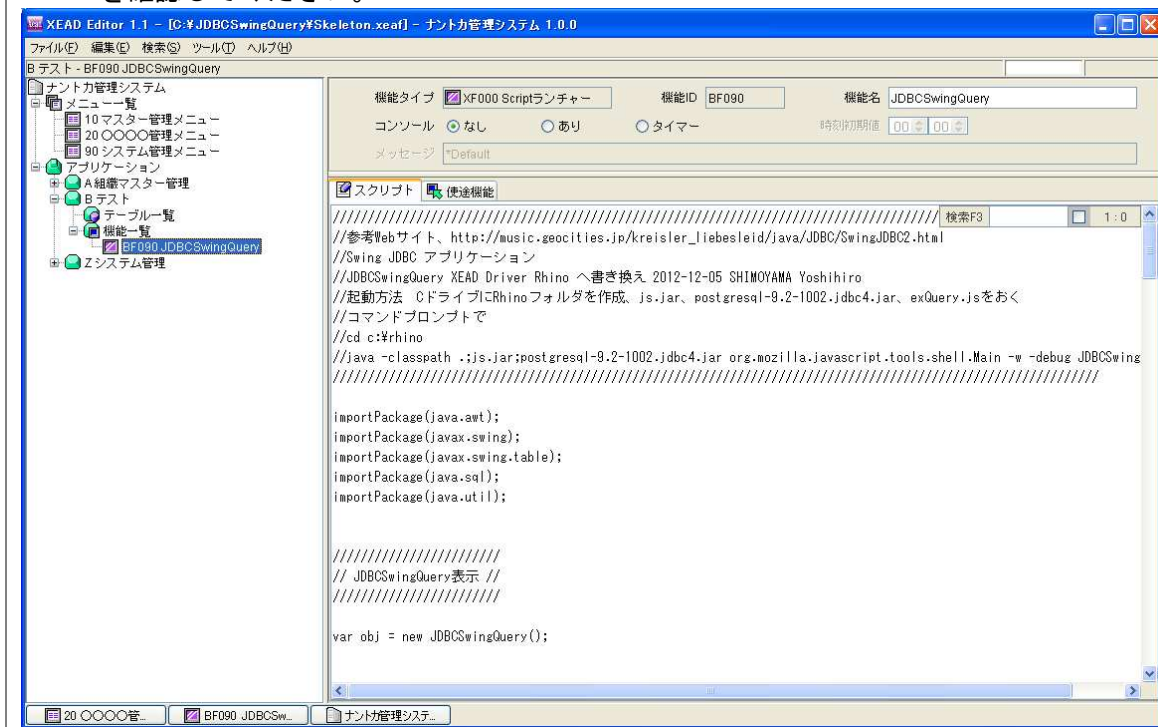 XEAD Editor 1.1 - [C:¥JDBCSwingQuery¥Skeleton.xeaf] - ナントカ管理システム 1.0.0
ファイル(F) 編集(E) 検索(S) ツール(T) ヘルプ(H)
B テスト - BF090 JDBCSwingQuery
ナントカ管理システム
メニュー一覧
10 マスター管理メニュー
20 〇〇〇〇管理メニュー
90 システム管理メニュー
アプリケーション
A 組織マスター管理
B テスト
テーブル一覧
機能一覧
BF090 JDBCSwingQuery
Z システム管理
機能タイプ XF000 Scriptランチャー 機能ID BF090 機能名 JDBCSwingQuery
コンソール なし あり タイマー 時刻初期値 00 : 00
メッセージ *Default
スクリプト 使途機能
検索F3 1 : 0
///////////////////////////////////////////////////////////////////////////////////////
//参考Webサイト、http://music.geocities.jp/kreisler_liebesleid/java/JDBC/SwingJDBC2.html
//Swing JDBC アプリケーション
//JDBCSwingQuery XEAD Driver Rhino へ書き換え 2012-12-05 SHIMOYAMA Yoshihiro
//起動方法 CドライブにRhinoフォルダを作成、js.jar、postgresql-9.2-1002.jdbc4.jar、exQuery.jsをおく
//コマンドプロンプトで
//cd c:¥rhino
//java -classpath .;js.jar;postgresql-9.2-1002.jdbc4.jar org.mozilla.javascript.tools.shell.Main -w -debug JDBCSwing
//////////////////////////////////////////////////////////////////////////////////////////////////////////////
importPackage(java.awt);
importPackage(javax.swing);
importPackage(javax.swing.table);
importPackage(java.sql);
importPackage(java.util);
////////////////////////
// JDBCSwingQuery表示 //
////////////////////////
var obj = new JDBCSwingQuery();
20 〇〇〇〇管... BF090 JDBCSw... ナントカ管理システ...